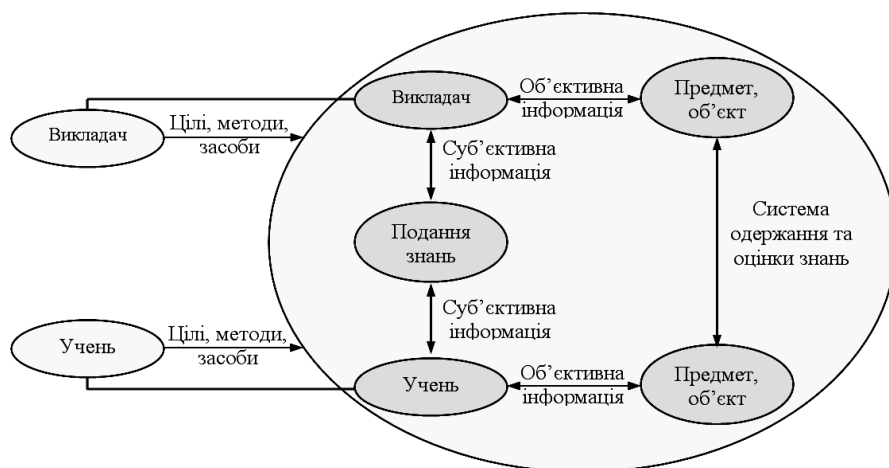 Викладач
Цілі, методи,
засоби
Викладач
Об’єктивна
інформація
Предмет,
об’єкт
Суб’єктивна
інформація
Подання
знань
Система
одержання та
оцінки знань
Суб’єктивна
інформація
Учень
Цілі, методи,
засоби
Учень
Об’єктивна
інформація
Предмет,
об’єкт